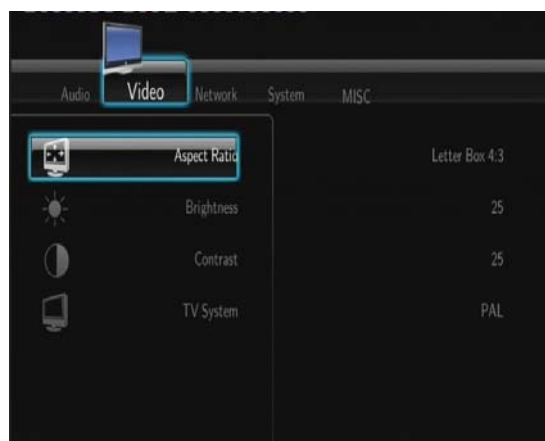 Audio Video Network System MISC
Aspect Ratio Letter Box 4:3
Brightness 25
Contrast 25
TV System PAL